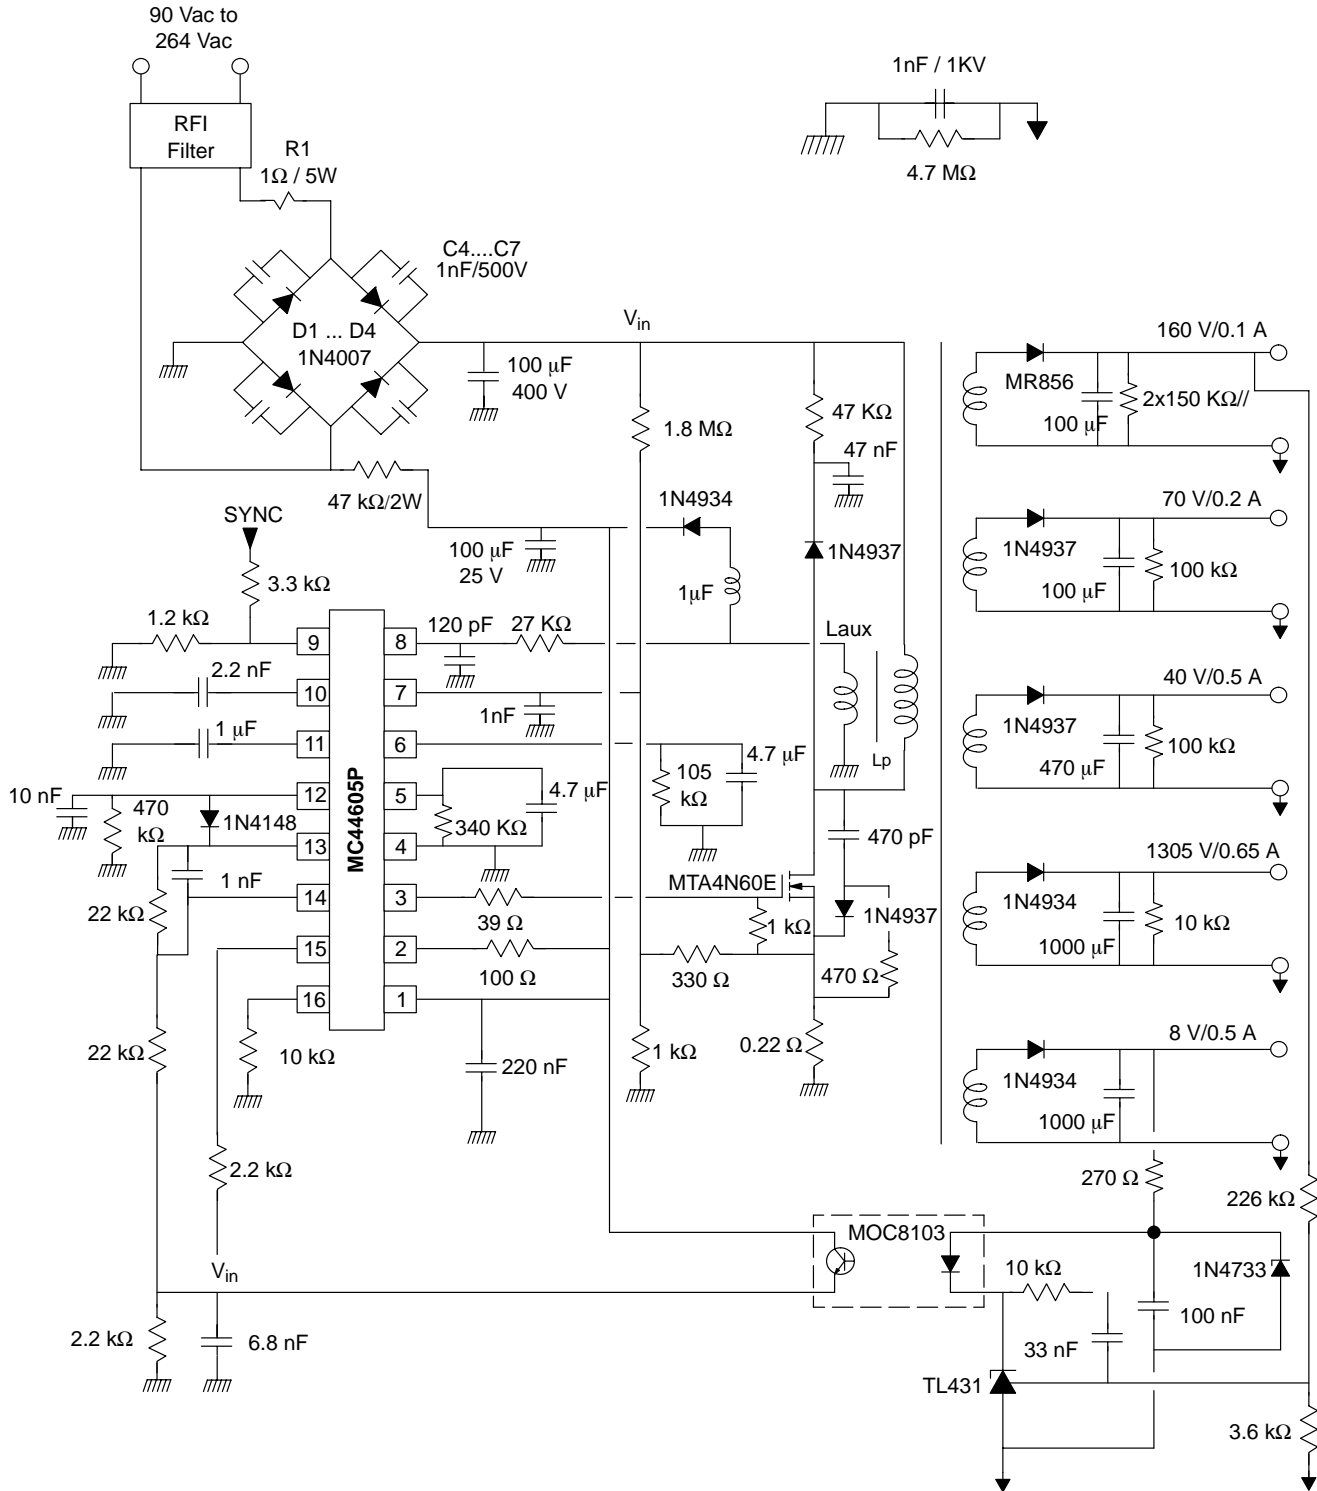 90 Vac to
264 Vac
RFI
Filter
R1
1Ω / 5W
1nF / 1KV
4.7 MΩ
C4....C7
1nF/500V
D1 ... D4
1N4007
100 μF
400 V
Vin
160 V/0.1 A
MR856
100 μF
2x150 KΩ//
47 KΩ
1.8 MΩ
47 nF
47 kΩ/2W
1N4934
70 V/0.2 A
1N4937
100 μF
100 kΩ
SYNC
3.3 kΩ
100 μF
25 V
1μF
1N4937
1.2 kΩ
120 pF
27 KΩ
Laux
Lp
9
8
2.2 nF
10
7
1nF
40 V/0.5 A
1N4937
470 μF
100 kΩ
1 μF
11
6
4.7 μF
105
kΩ
10 nF
470
kΩ
12
5
4.7 μF
1N4148
340 KΩ
MC44605P
13
4
470 pF
1305 V/0.65 A
1N4934
1000 μF
10 kΩ
1 nF
14
3
MTA4N60E
1N4937
22 kΩ
39 Ω
1 kΩ
15
2
100 Ω
330 Ω
470 Ω
16
1
22 kΩ
10 kΩ
220 nF
1 kΩ
0.22 Ω
8 V/0.5 A
1N4934
1000 μF
2.2 kΩ
270 Ω
226 kΩ
MOC8103
Vin
10 kΩ
1N4733
100 nF
2.2 kΩ
6.8 nF
33 nF
TL431
3.6 kΩ